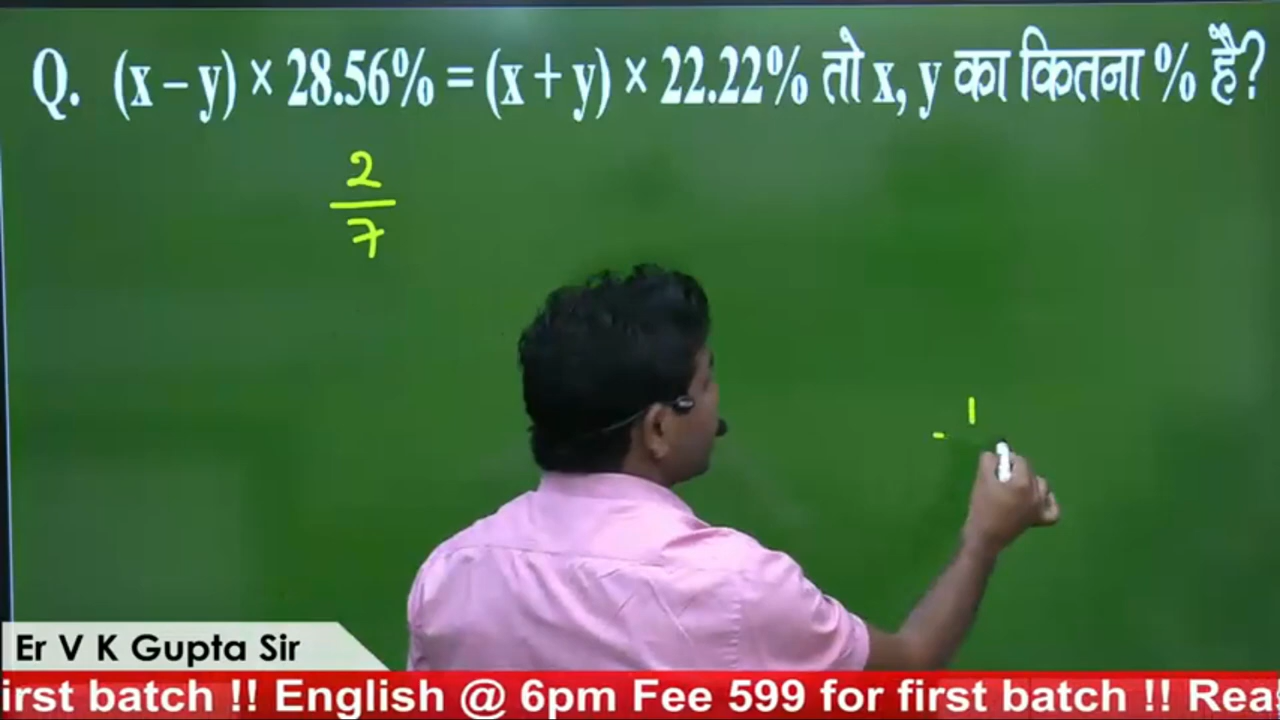 Q. (x – y) × 28.56% = (x + y) × 22.22% तो x, y का कितना % है?
2
7
- 1
Er V K Gupta Sir
irst batch !! English @ 6pm Fee 599 for first batch !! Rea